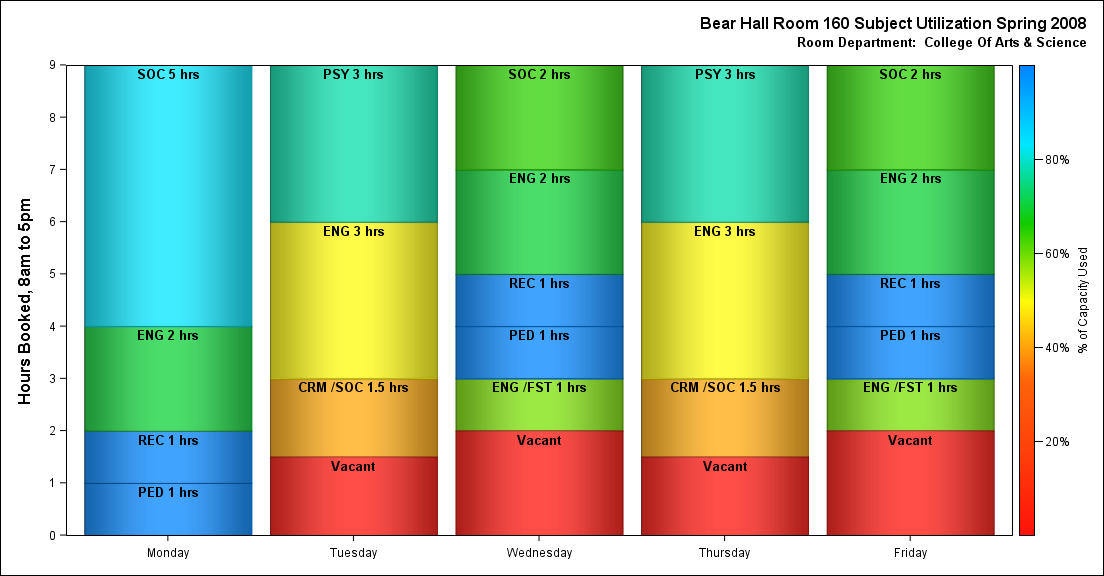 Bear Hall Room 160 Subject Utilization Spring 2008
Room Department:  College Of Arts & Science
Hours Booked, 8am to 5pm
9
8
7
6
5
4
3
2
1
0
SOC 5 hrs
ENG 2 hrs
REC 1 hrs
PED 1 hrs
Monday
PSY 3 hrs
ENG 3 hrs
CRM /SOC 1.5 hrs
Vacant
Tuesday
SOC 2 hrs
ENG 2 hrs
REC 1 hrs
PED 1 hrs
ENG /FST 1 hrs
Vacant
Wednesday
PSY 3 hrs
ENG 3 hrs
CRM /SOC 1.5 hrs
Vacant
Thursday
SOC 2 hrs
ENG 2 hrs
REC 1 hrs
PED 1 hrs
ENG /FST 1 hrs
Vacant
Friday
80%
60%
40%
20%
% of Capacity Used